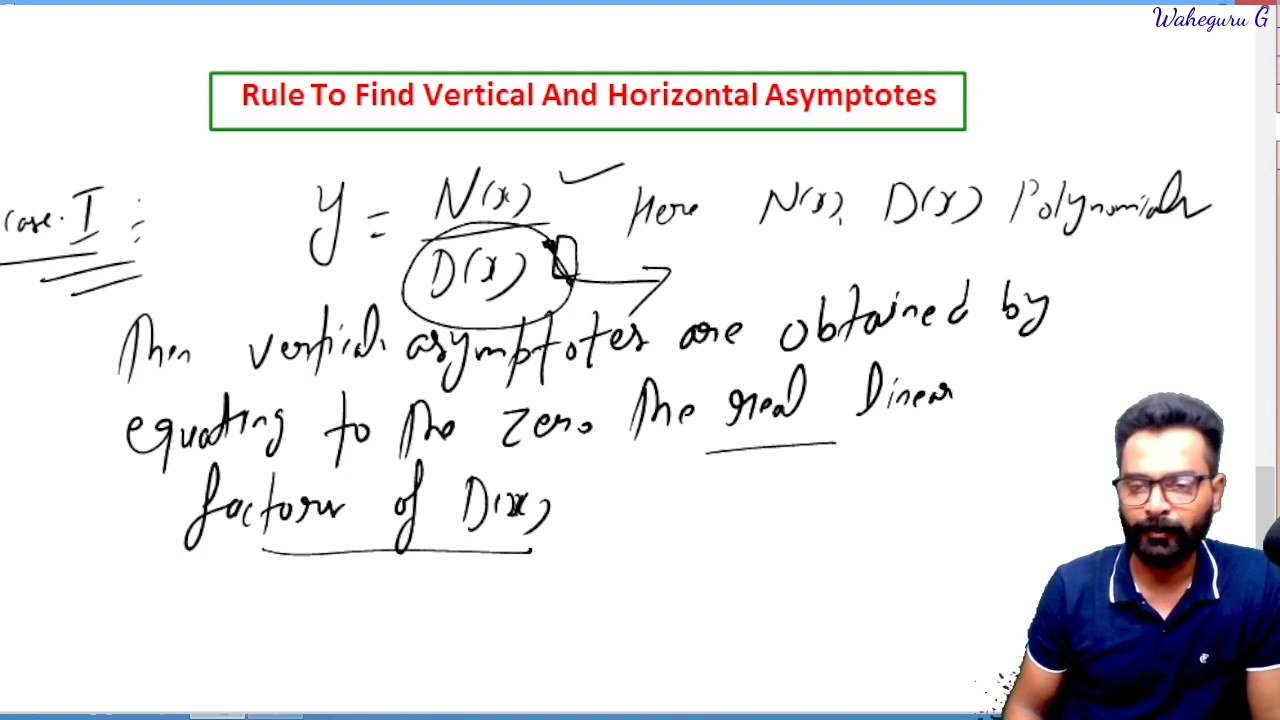 Waheguru G
Rule To Find Vertical And Horizontal Asymptotes
case. I : y = N(x) / D(x) Here N(x), D(x) Polynomials
Then vertical asymptotes are obtained by
equating to the zero the real linear
factors of D(x)